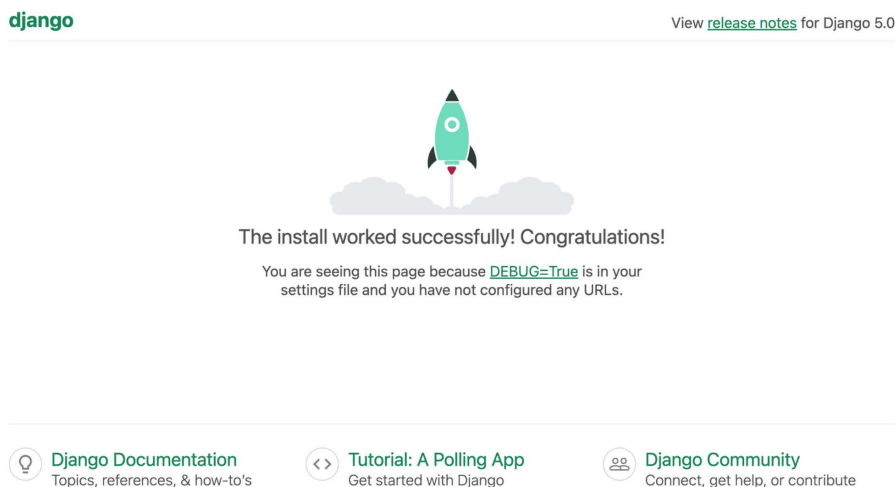 django
View release notes for Django 5.0
The install worked successfully! Congratulations!
You are seeing this page because DEBUG=True is in your
settings file and you have not configured any URLs.
Django Documentation
Topics, references, & how-to’s
Tutorial: A Polling App
Get started with Django
Django Community
Connect, get help, or contribute